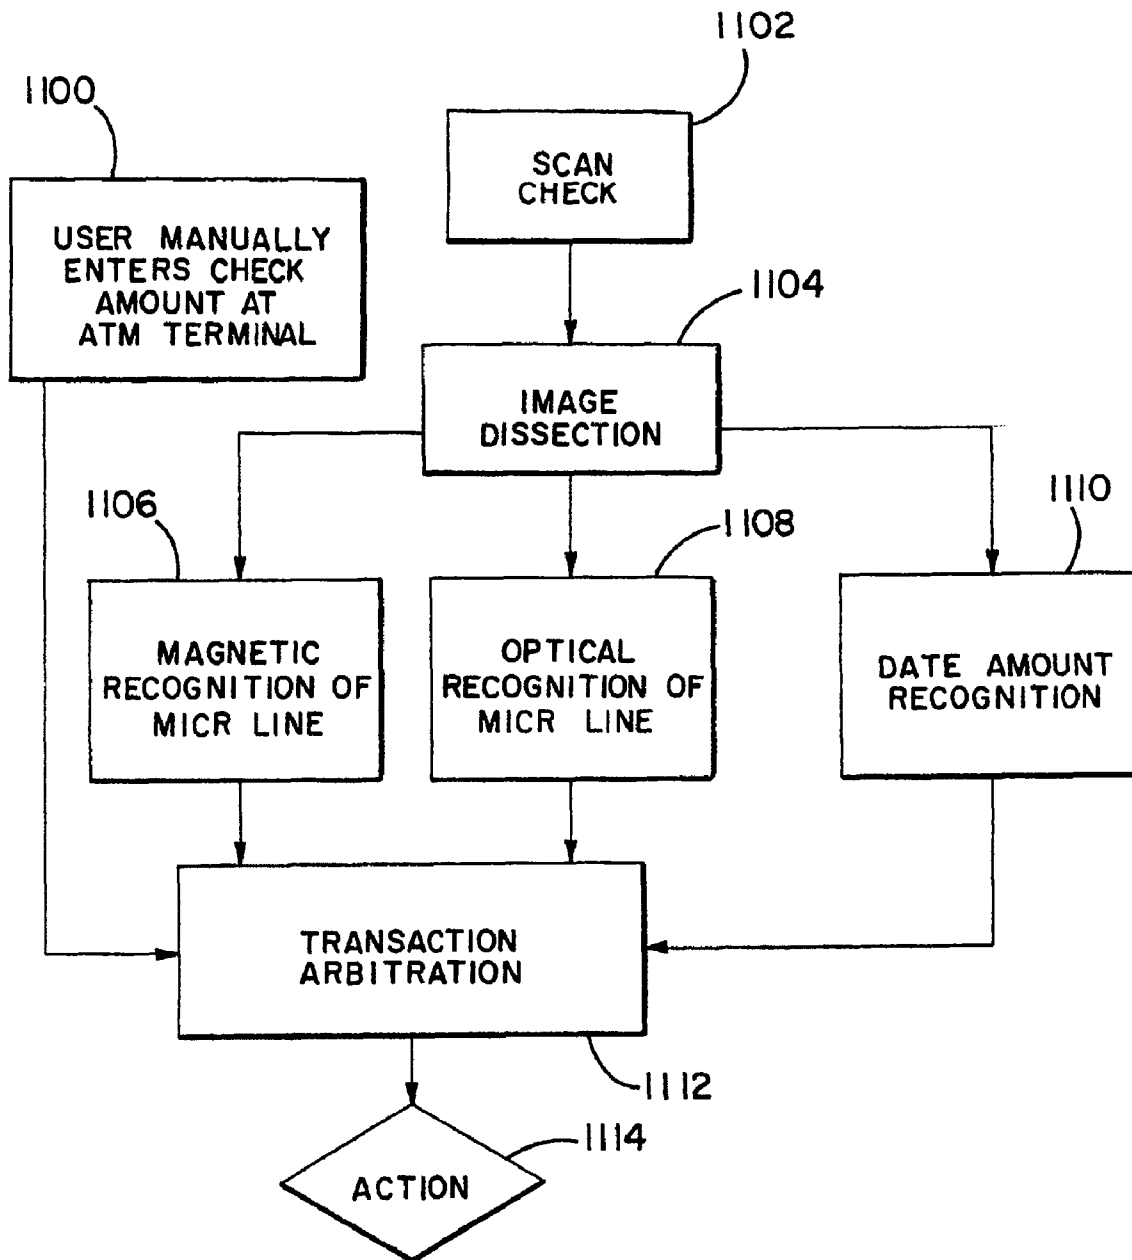 1102
1100
SCAN
CHECK
USER MANUALLY
ENTERS CHECK
AMOUNT AT
ATM TERMINAL
1104
IMAGE
DISSECTION
1106
1108
1110
MAGNETIC
RECOGNITION OF
MICR LINE
OPTICAL
RECOGNITION OF
MICR LINE
DATE AMOUNT
RECOGNITION
TRANSACTION
ARBITRATION
1112
1114
ACTION